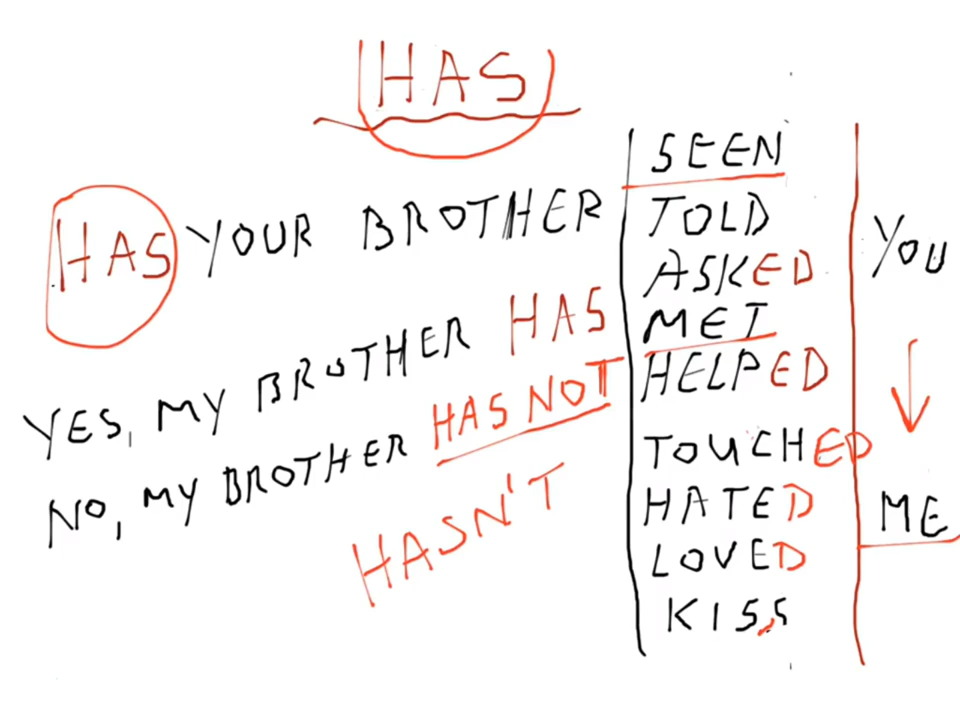 HAS
HAS YOUR BROTHER
YES, MY BROTHER HAS
NO, MY BROTHER HAS NOT
HASN'T
SEEN
TOLD
ASKED
MET
HELPED
TOUCHED
HATED
LOVED
KISS
YOU
ME